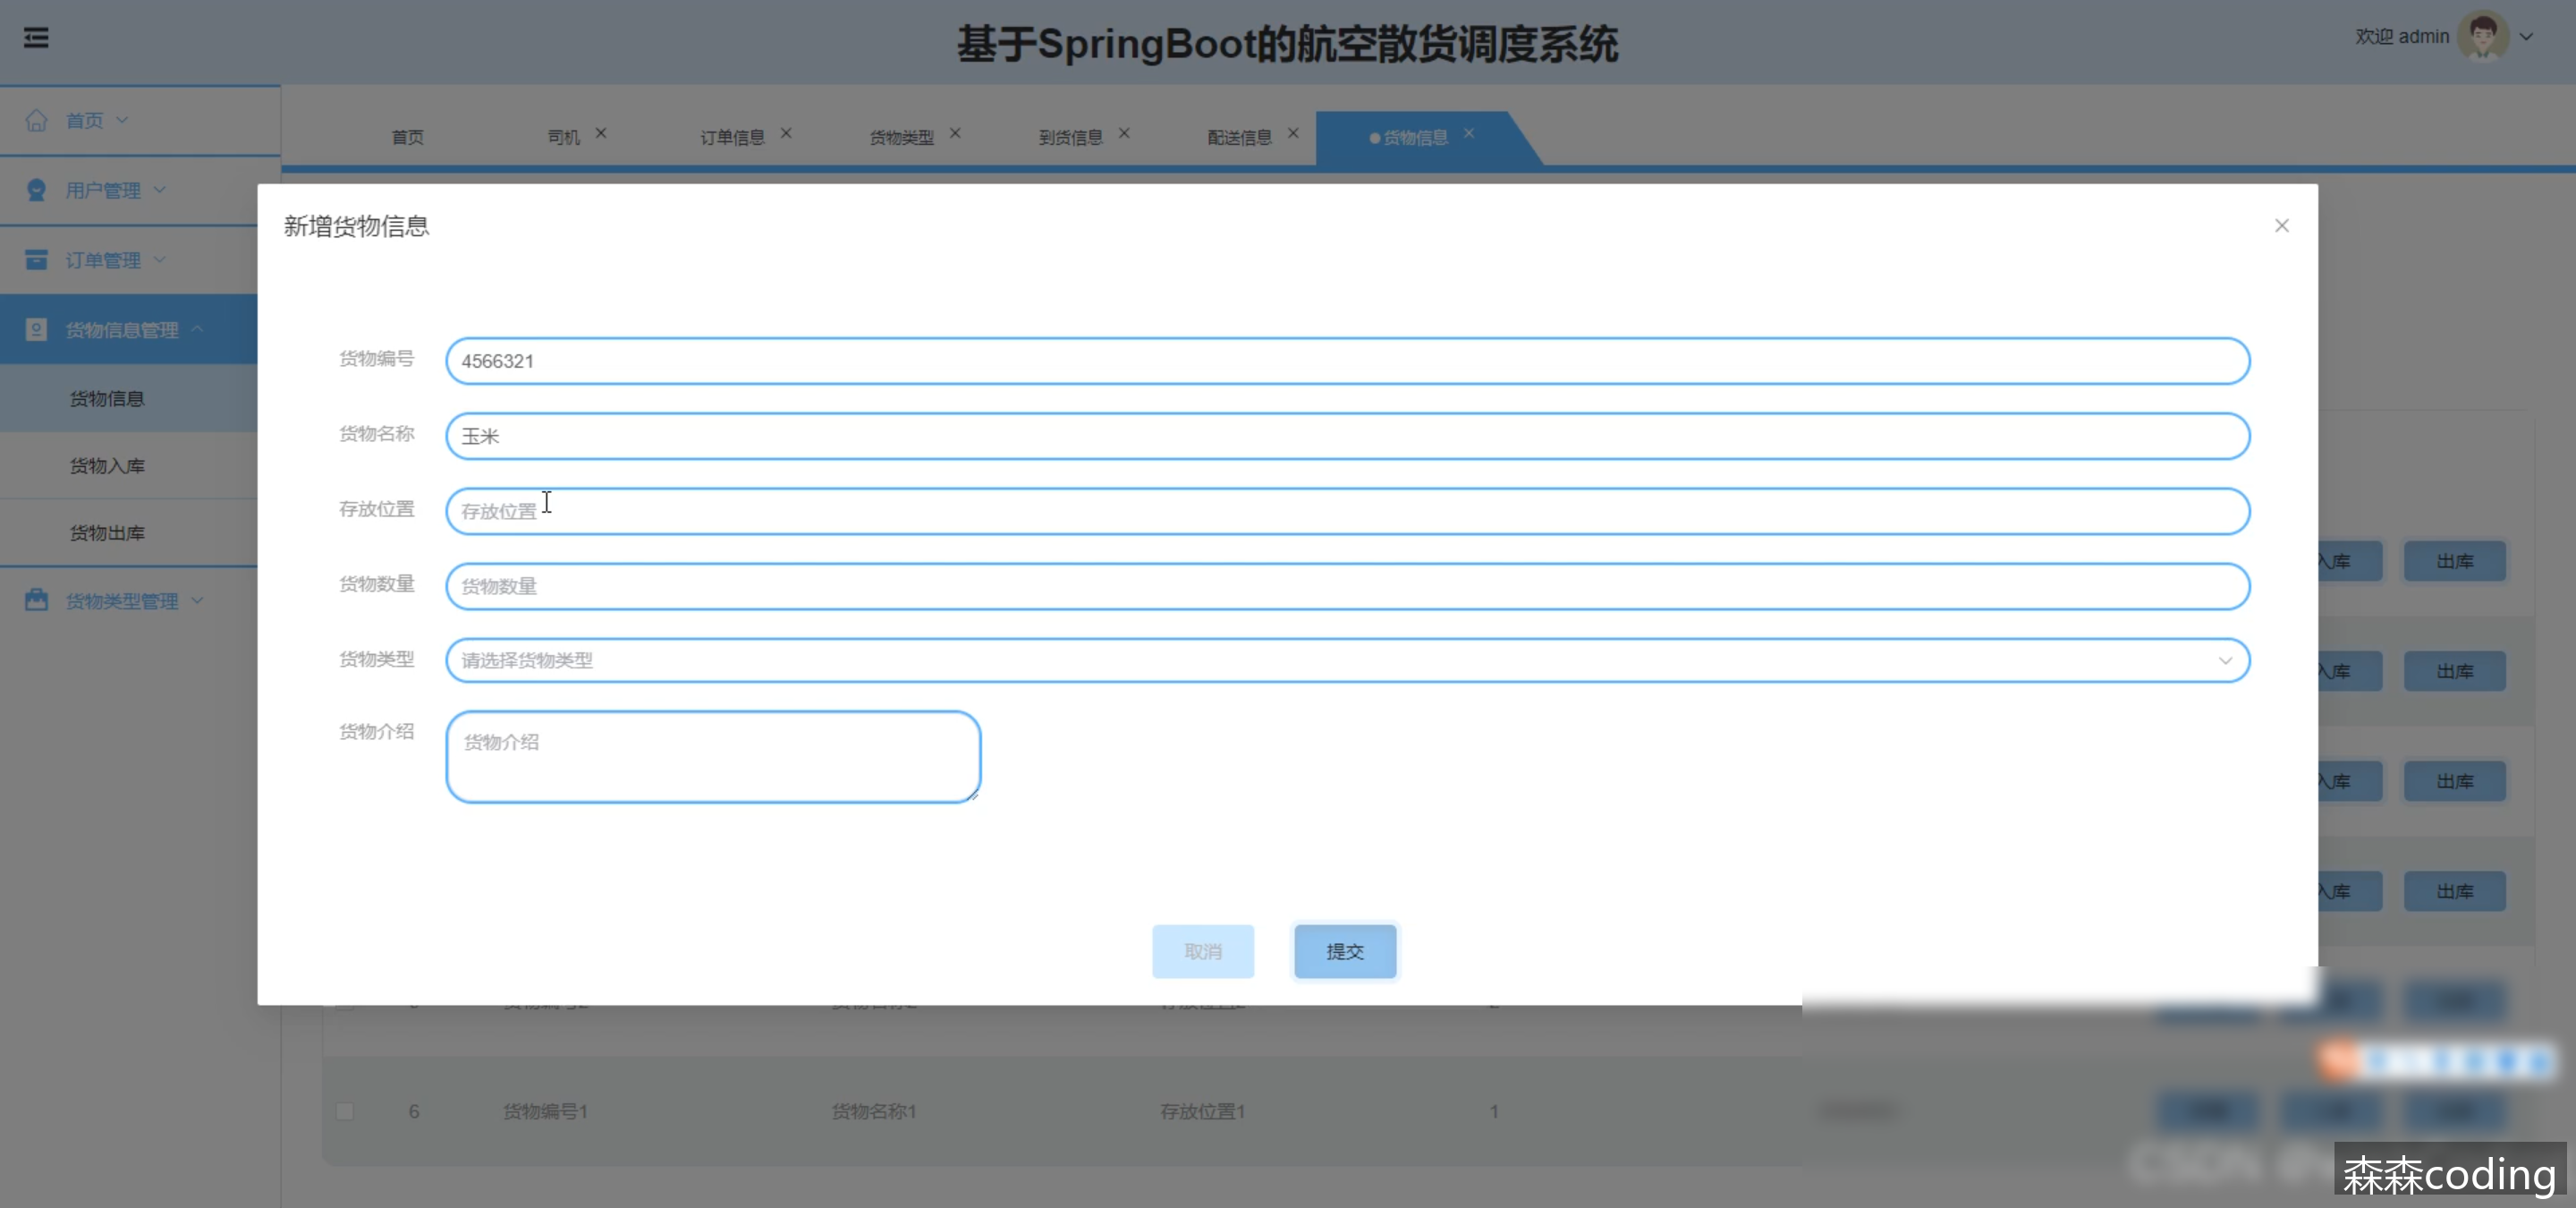 基于SpringBoot的航空散货调度系统
欢迎 admin
首页
用户管理
订单管理
货物信息管理
货物信息
货物入库
货物出库
货物类型管理
首页
司机
订单信息
货物类型
到货信息
配送信息
货物信息
新增货物信息
货物编号
4566321
货物名称
玉米
存放位置
存放位置
货物数量
货物数量
货物类型
请选择货物类型
货物介绍
货物介绍
取消
提交
入库
出库
入库
出库
入库
出库
入库
出库
6
货物编号1
货物名称1
存放位置1
1
森森coding